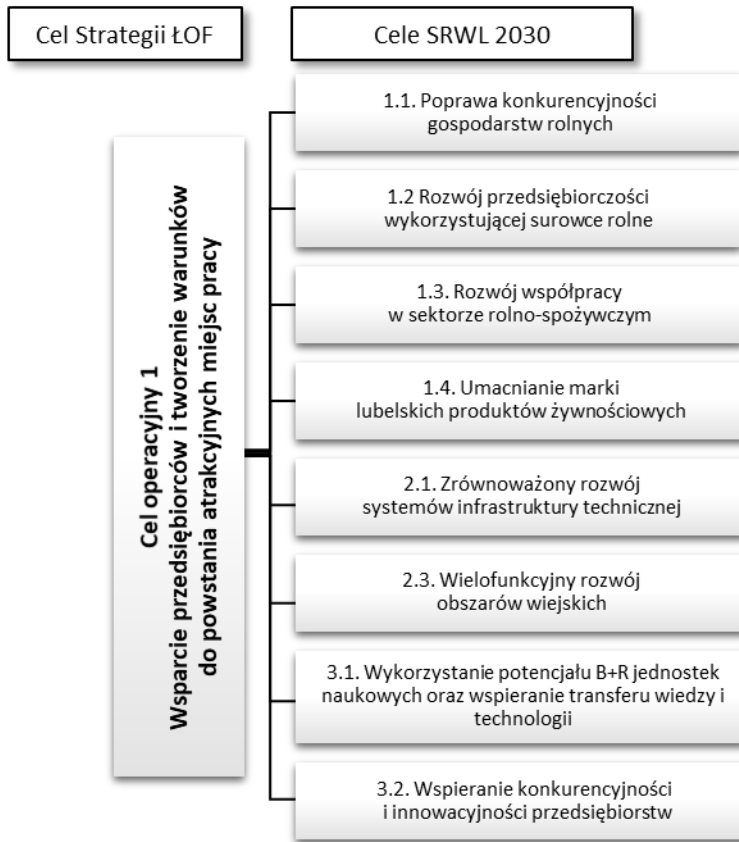 Cel Strategii ŁOF
Cele SRWL 2030
Cel operacyjny 1
Wsparcie przedsiębiorców i tworzenie warunków
do powstania atrakcyjnych miejsc pracy
1.1. Poprawa konkurencyjności
gospodarstw rolnych
1.2 Rozwój przedsiębiorczości
wykorzystującej surowce rolne
1.3. Rozwój współpracy
w sektorze rolno-spożywczym
1.4. Umacnianie marki
lubelskich produktów żywnościowych
2.1. Zrównoważony rozwój
systemów infrastruktury technicznej
2.3. Wielofunkcyjny rozwój
obszarów wiejskich
3.1. Wykorzystanie potencjału B+R jednostek
naukowych oraz wspieranie transferu wiedzy i
technologii
3.2. Wspieranie konkurencyjności
i innowacyjności przedsiębiorstw